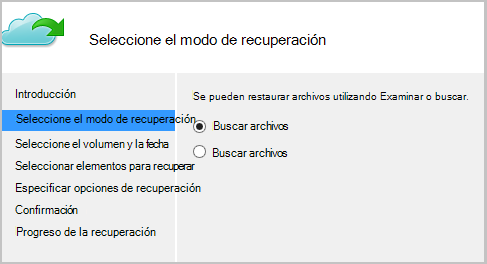 Seleccione el modo de recuperación
Introducción
Seleccione el modo de recuperación
Seleccione el volumen y la fecha
Seleccionar elementos para recuperar
Especificar opciones de recuperación
Confirmación
Progreso de la recuperación
Se pueden restaurar archivos utilizando Examinar o buscar.
Buscar archivos
Buscar archivos